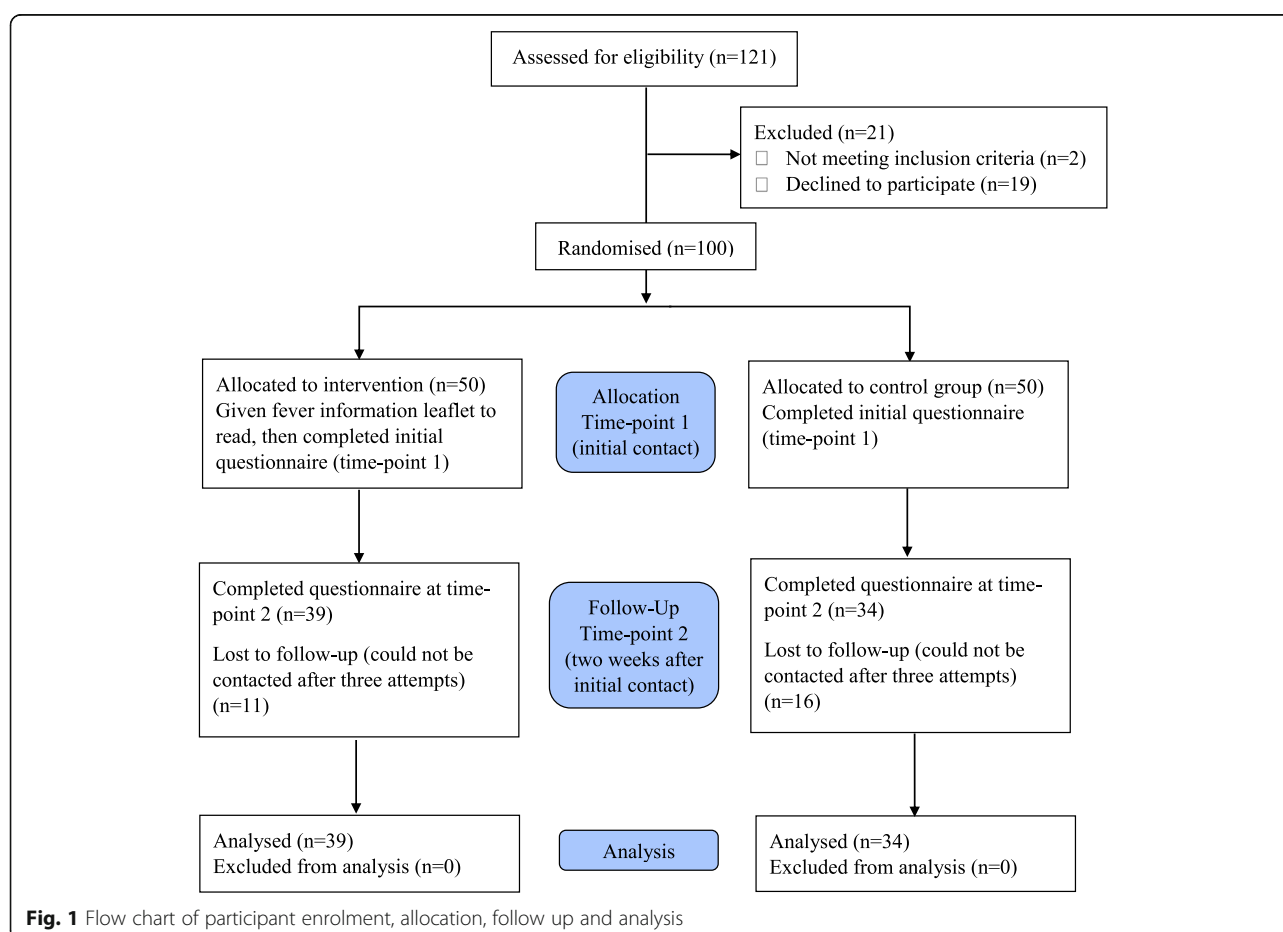 Assessed for eligibility (n=121)
Excluded (n=21)
Not meeting inclusion criteria (n=2)
Declined to participate (n=19)
Randomised (n=100)
Allocated to intervention (n=50)
Given fever information leaflet to
read, then completed initial
questionnaire (time-point 1)
Allocation
Time-point 1
(initial contact)
Allocated to control group (n=50)
Completed initial questionnaire
(time-point 1)
Completed questionnaire at time-
point 2 (n=39)
Lost to follow-up (could not be
contacted after three attempts)
(n=11)
Follow-Up
Time-point 2
(two weeks after
initial contact)
Completed questionnaire at time-
point 2 (n=34)
Lost to follow-up (could not be
contacted after three attempts)
(n=16)
Analysed (n=39)
Excluded from analysis (n=0)
Analysis
Analysed (n=34)
Excluded from analysis (n=0)
Fig. 1 Flow chart of participant enrolment, allocation, follow up and analysis